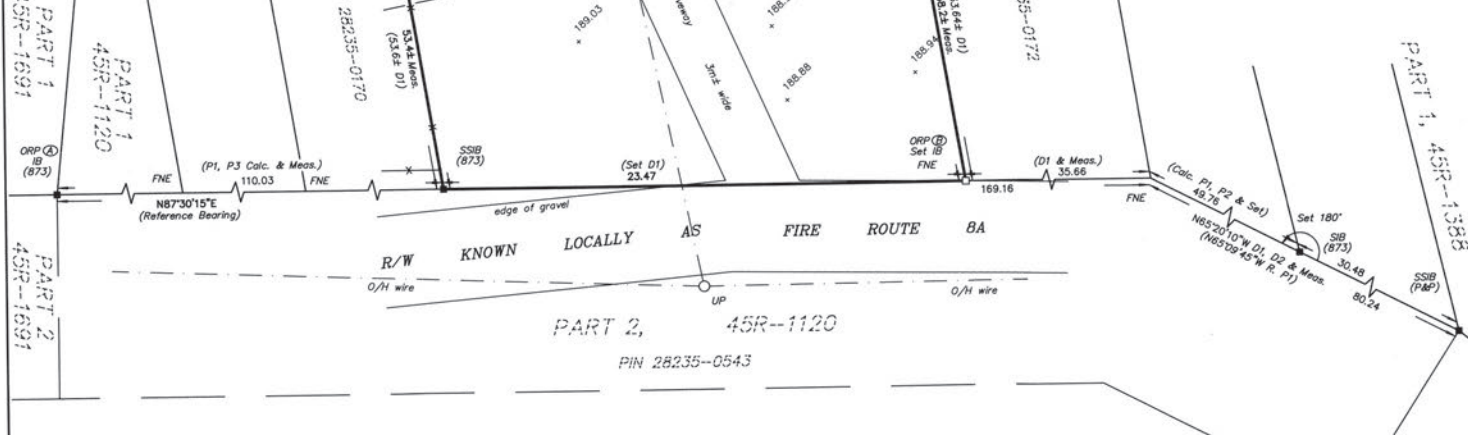 PART 1
45R-1691
PART 1
45R-1120
28235-0170
53.4± Meas.
(53.6± D1)
189.03
3m± wide
188.88
188.94
53.64± D1)
Meas.
PART 1, 45R-1388
ORP Ⓐ
IB
(873)
FNE
(P1, P3 Calc. & Meas.)
110.03
FNE
N87°30'15"E
(Reference Bearing)
SSIB
(873)
(Set D1)
23.47
ORP Ⓑ
Set IB
FNE
(D1 & Meas.)
35.66
169.16
FNE
(Calc. P1, P2 & Set)
49.76
N65°20'10"W D1, D2 & Meas.
(N65°09'45"W R. P1)
Set 180°
SIB
(873)
30.48
80.24
SSIB
(P&P)
edge of gravel
R/W KNOWN LOCALLY AS FIRE ROUTE 8A
O/H wire
UP
O/H wire
PART 2
45R-1691
PART 2, 45R-1120
PIN 28235-0543